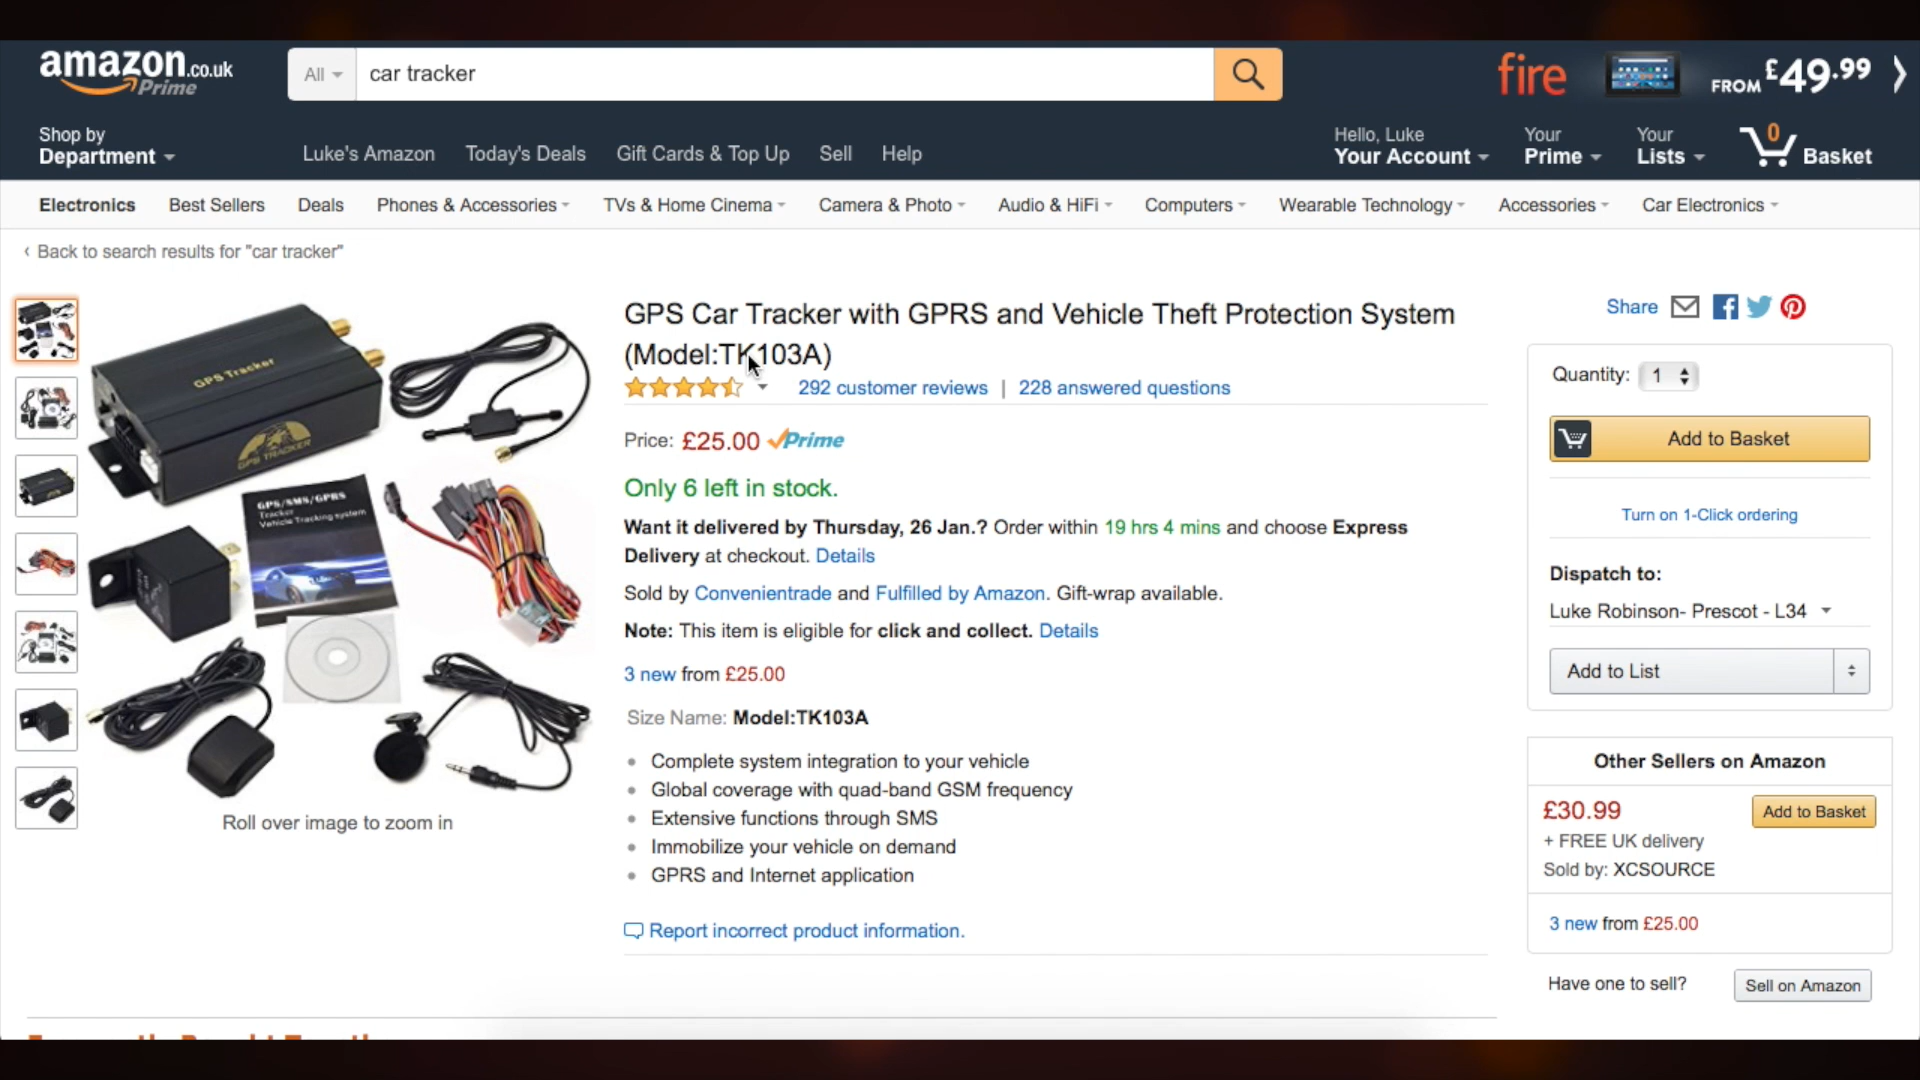 amazon.co.uk
Prime
All
car tracker
fire
FROM £49.99
Shop by
Department
Luke's Amazon
Today's Deals
Gift Cards & Top Up
Sell
Help
Hello, Luke
Your Account
Your
Prime
Your
Lists
0
Basket
Electronics
Best Sellers
Deals
Phones & Accessories
TVs & Home Cinema
Camera & Photo
Audio & HiFi
Computers
Wearable Technology
Accessories
Car Electronics
‹ Back to search results for "car tracker"
GPS Tracker
GPS TRACKER
GPS/SMS/GPRS
Tracker
Vehicle Tracking system
Roll over image to zoom in
GPS Car Tracker with GPRS and Vehicle Theft Protection System
(Model:TK103A)
292 customer reviews | 228 answered questions
Price: £25.00 Prime
Only 6 left in stock.
Want it delivered by Thursday, 26 Jan.? Order within 19 hrs 4 mins and choose Express
Delivery at checkout. Details
Sold by Convenientrade and Fulfilled by Amazon. Gift-wrap available.
Note: This item is eligible for click and collect. Details
3 new from £25.00
Size Name: Model:TK103A
Complete system integration to your vehicle
Global coverage with quad-band GSM frequency
Extensive functions through SMS
Immobilize your vehicle on demand
GPRS and Internet application
Report incorrect product information.
Share
Quantity: 1
Add to Basket
Turn on 1-Click ordering
Dispatch to:
Luke Robinson- Prescot - L34
Add to List
Other Sellers on Amazon
£30.99
Add to Basket
+ FREE UK delivery
Sold by: XCSOURCE
3 new from £25.00
Have one to sell?
Sell on Amazon